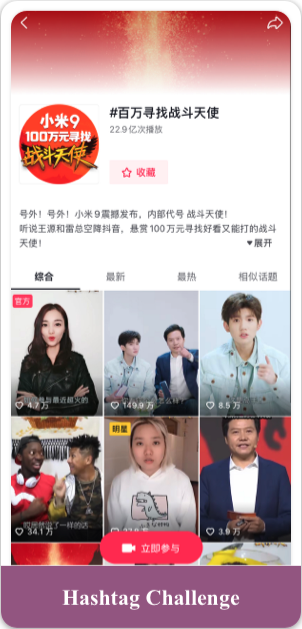 #百万寻找战斗天使
小米9
100万元寻找
战斗天使
22.9亿次播放
收藏
号外！号外！小米9震撼发布，内部代号 战斗天使！
听说王源和雷总空降抖音，悬赏100万元寻找好看又能打的战斗
天使！
展开
综合 最新 最热 相似话题
官方
4.7万 149.9万 8.5万
明星
34.1万 3.9万
立即参与
Hashtag Challenge